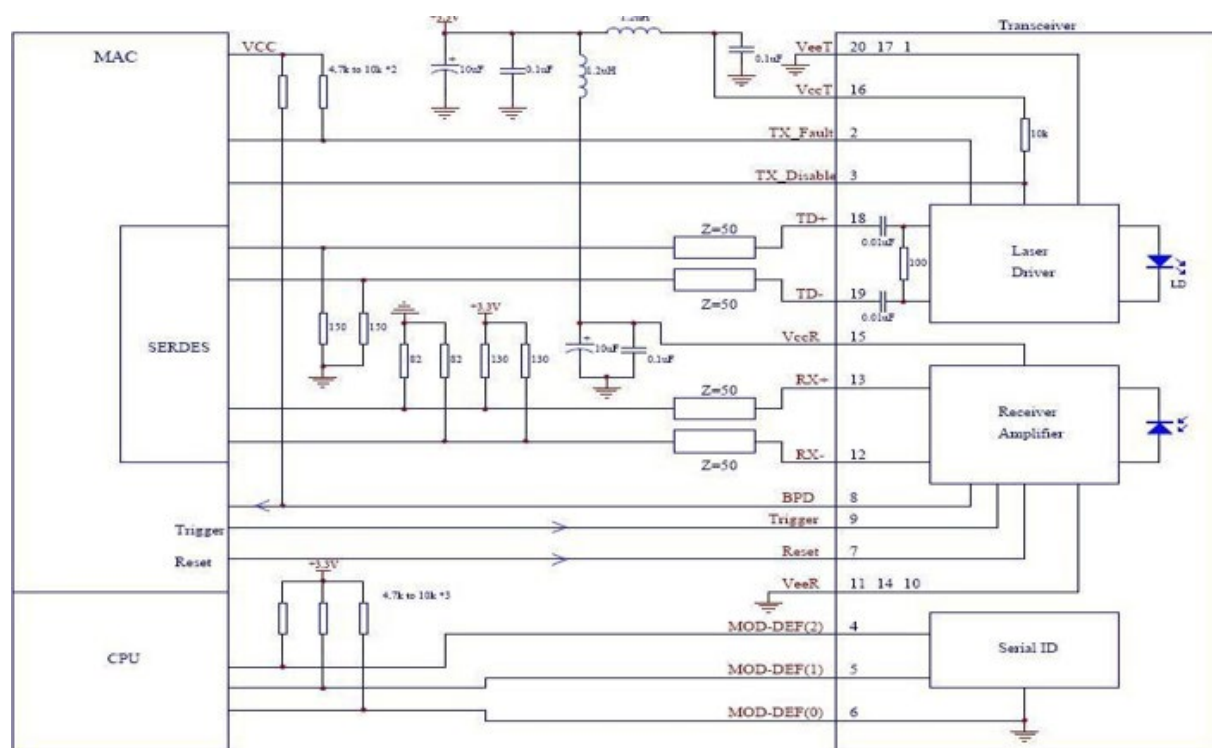 +3.3V
1.2uH
Transceiver
MAC
VCC
4.7k to 10k *2
10uF
0.1uF
1.2uH
0.1uF
VeeT 20 17 1
VccT 16
10k
TX_Fault 2
TX_Disable 3
Z=50
TD+ 18
0.01uF
100
Laser
Driver
LD
Z=50
TD- 19
0.01uF
SERDES
150
150
82
82
+3.3V
130
130
10uF
0.1uF
VccR 15
Z=50
RX+ 13
Receiver
Amplifier
Z=50
RX- 12
BPD 8
Trigger
Trigger 9
Reset
Reset 7
+3.3V
4.7k to 10k *3
VeeR 11 14 10
CPU
MOD-DEF(2) 4
Serial ID
MOD-DEF(1) 5
MOD-DEF(0) 6